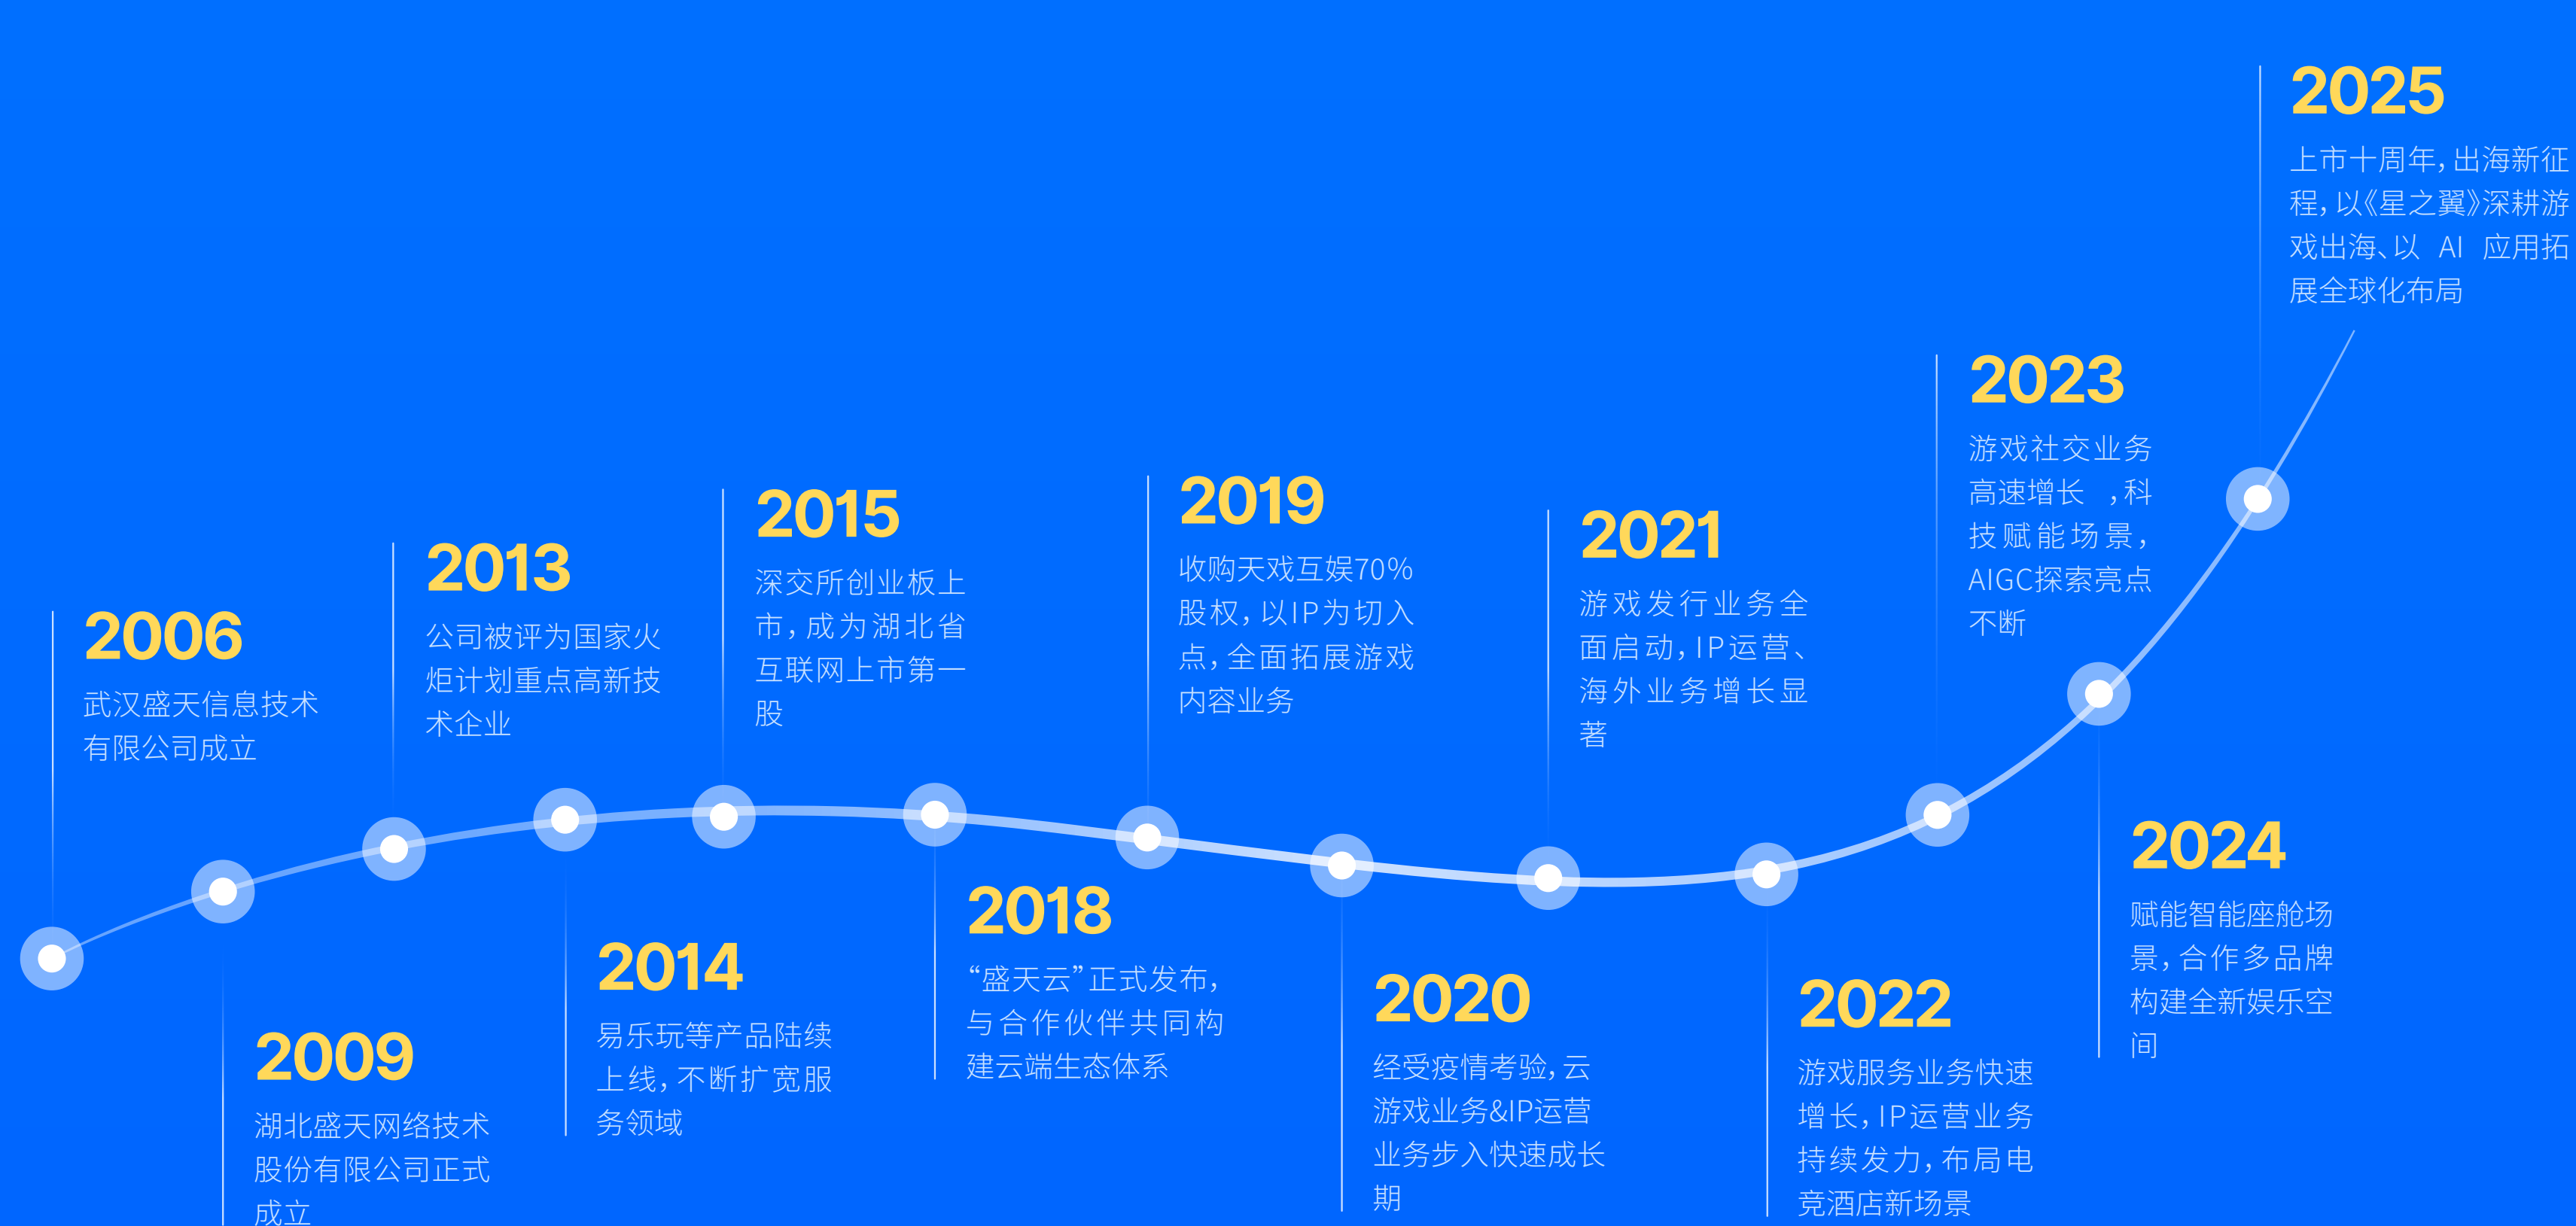 2006
武汉盛天信息技术
有限公司成立
2009
湖北盛天网络技术
股份有限公司正式
成立
2013
公司被评为国家火
炬计划重点高新技
术企业
2014
易乐玩等产品陆续
上线，不断扩宽服
务领域
2015
深交所创业板上
市，成为湖北省
互联网上市第一
股
2018
“盛天云”正式发布，
与合作伙伴共同构
建云端生态体系
2019
收购天戏互娱70%
股权，以IP为切入
点，全面拓展游戏
内容业务
2020
经受疫情考验，云
游戏业务&IP运营
业务步入快速成长
期
2021
游戏发行业务全
面启动，IP运营、
海外业务增长显
著
2022
游戏服务业务快速
增长，IP运营业务
持续发力，布局电
竞酒店新场景
2023
游戏社交业务
高速增长 ，科
技赋能场景，
AIGC探索亮点
不断
2024
赋能智能座舱场
景，合作多品牌
构建全新娱乐空
间
2025
上市十周年，出海新征
程，以《星之翼》深耕游
戏出海、以 AI 应用拓
展全球化布局